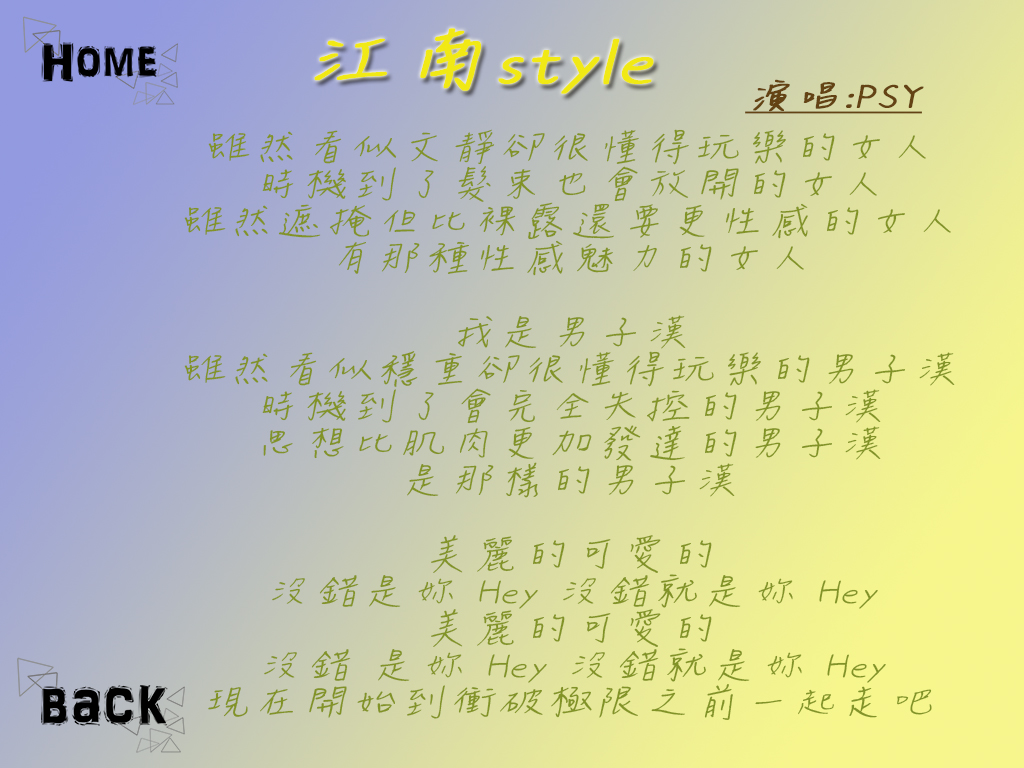 HOME
江南style
演唱:PSY
雖然看似文靜卻很懂得玩樂的女人
時機到了髮束也會放開的女人
雖然遮掩但比裸露還要更性感的女人
有那種性感魅力的女人
我是男子漢
雖然看似穩重卻很懂得玩樂的男子漢
時機到了會完全失控的男子漢
思想比肌肉更加發達的男子漢
是那樣的男子漢
美麗的可愛的
沒錯是妳 Hey 沒錯就是妳 Hey
美麗的可愛的
沒錯 是妳 Hey 沒錯就是妳 Hey
現在開始到衝破極限之前一起走吧
BaCK